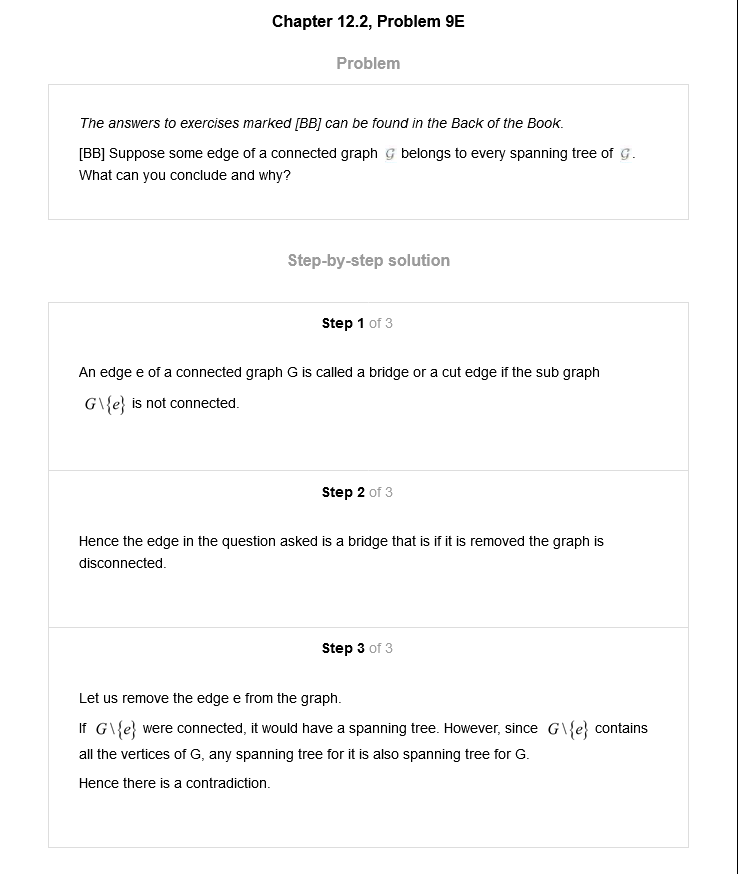 Chapter 12.2, Problem 9E
Problem
The answers to exercises marked [BB] can be found in the Back of the Book.
[BB] Suppose some edge of a connected graph G belongs to every spanning tree of G.
What can you conclude and why?
Step-by-step solution
Step 1 of 3
An edge e of a connected graph G is called a bridge or a cut edge if the sub graph
G\{e} is not connected.
Step 2 of 3
Hence the edge in the question asked is a bridge that is if it is removed the graph is
disconnected.
Step 3 of 3
Let us remove the edge e from the graph.
If G\{e} were connected, it would have a spanning tree. However, since G\{e} contains
all the vertices of G, any spanning tree for it is also spanning tree for G.
Hence there is a contradiction.